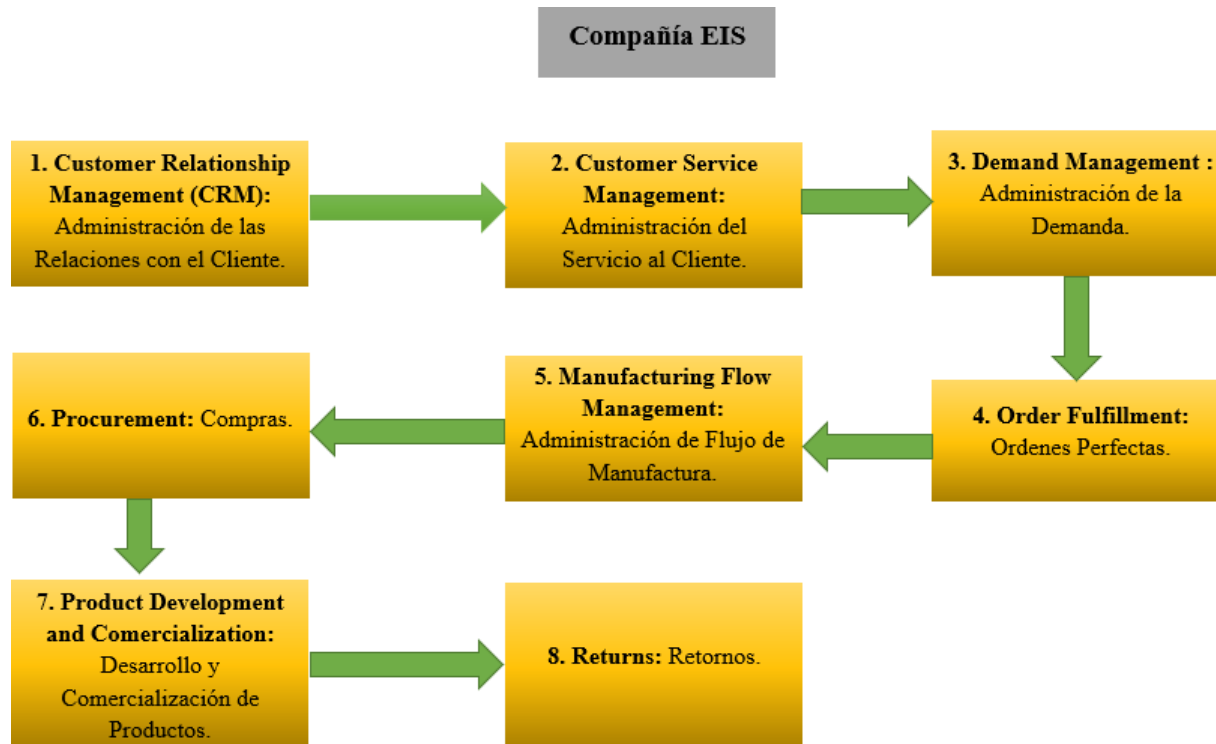 Compañía EIS
1. Customer Relationship
Management (CRM):
Administración de las
Relaciones con el Cliente.
2. Customer Service
Management:
Administración del
Servicio al Cliente.
3. Demand Management :
Administración de la
Demanda.
4. Order Fulfillment:
Ordenes Perfectas.
5. Manufacturing Flow
Management:
Administración de Flujo de
Manufactura.
6. Procurement: Compras.
7. Product Development
and Comercialization:
Desarrollo y
Comercialización de
Productos.
8. Returns: Retornos.